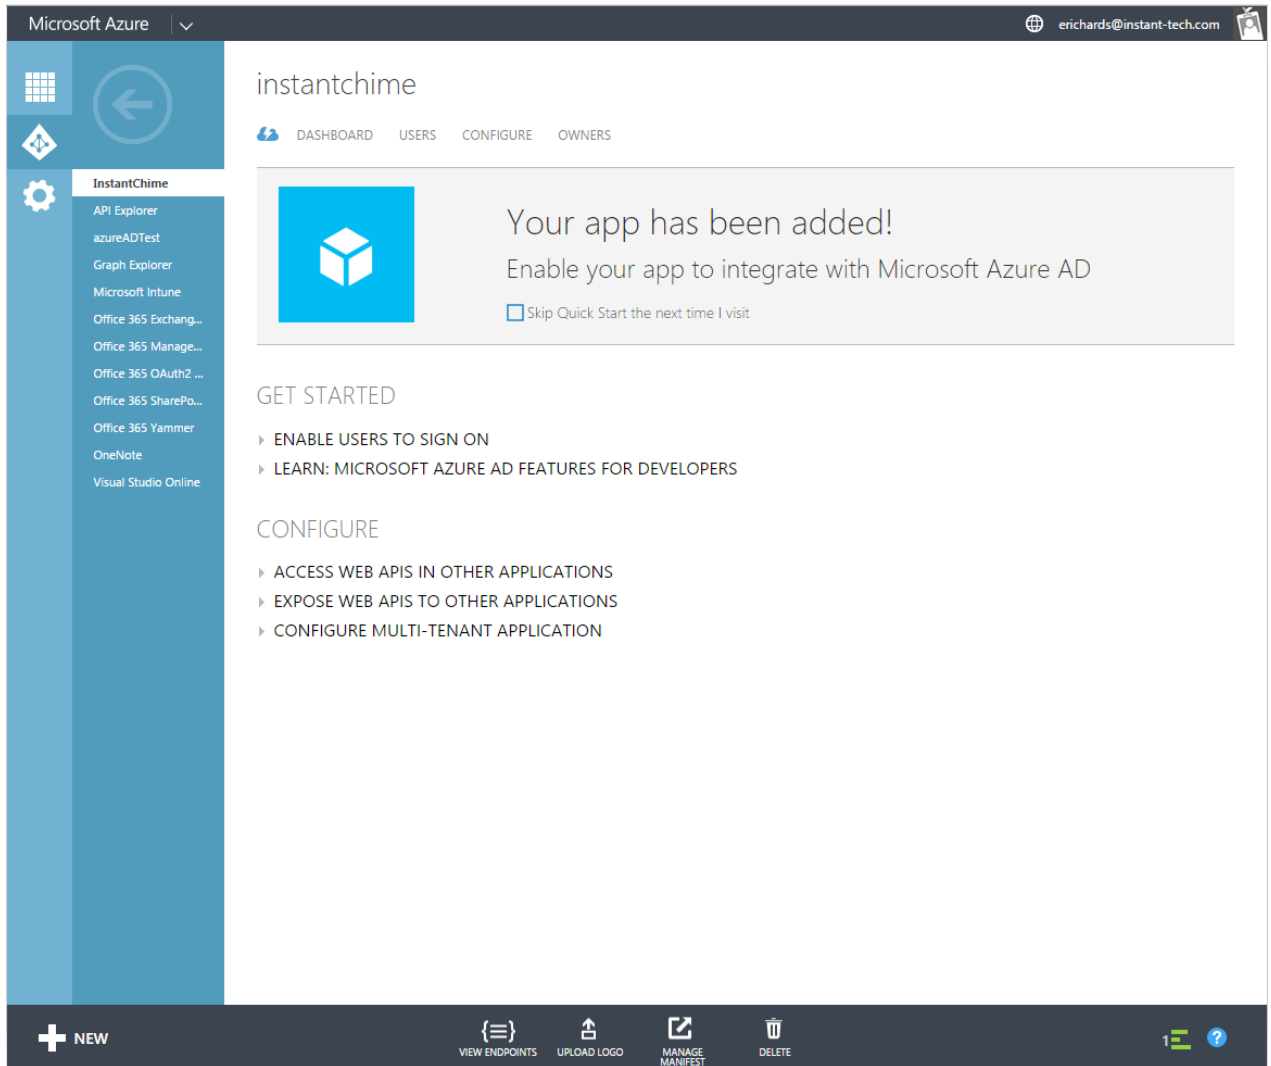 Microsoft Azure
erichards@instant-tech.com
instantchime
DASHBOARD USERS CONFIGURE OWNERS
InstantChime
API Explorer
azureADTest
Graph Explorer
Microsoft Intune
Office 365 Exchang...
Office 365 Manage...
Office 365 OAuth2 ...
Office 365 SharePo...
Office 365 Yammer
OneNote
Visual Studio Online
Your app has been added!
Enable your app to integrate with Microsoft Azure AD
Skip Quick Start the next time I visit
GET STARTED
ENABLE USERS TO SIGN ON
LEARN: MICROSOFT AZURE AD FEATURES FOR DEVELOPERS
CONFIGURE
ACCESS WEB APIS IN OTHER APPLICATIONS
EXPOSE WEB APIS TO OTHER APPLICATIONS
CONFIGURE MULTI-TENANT APPLICATION
NEW
VIEW ENDPOINTS
UPLOAD LOGO
MANAGE
MANIFEST
DELETE
1
?